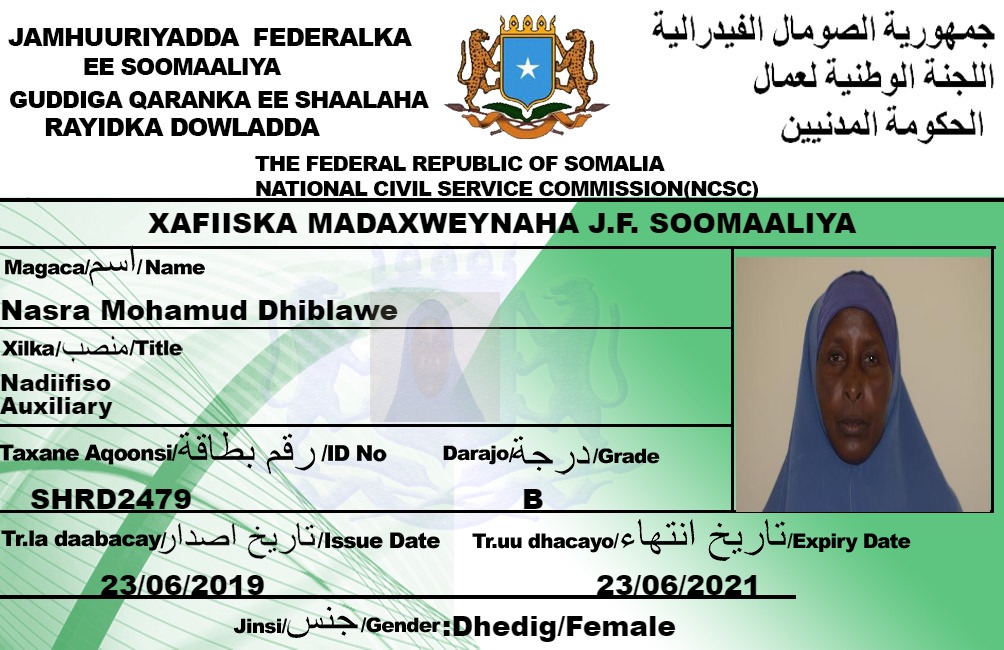 JAMHUURIYADDA FEDERALKA
EE SOOMAALIYA
GUDDIGA QARANKA EE SHAALAHA
RAYIDKA DOWLADDA
جمهورية الصومال الفيدرالية
اللجنة الوطنية لعمال
الحكومة المدنيين
THE FEDERAL REPUBLIC OF SOMALIA
NATIONAL CIVIL SERVICE COMMISSION(NCSC)
XAFIISKA MADAXWEYNAHA J.F. SOOMAALIYA
Magaca/اسم/Name
Nasra Mohamud Dhiblawe
Xilka/منصب/Title
Nadiifiso
Auxiliary
Taxane Aqoonsi/رقم بطاقة/ID No
SHRD2479
Darajo/درجة/Grade
B
Tr.la daabacay/تاريخ اصدار/Issue Date
23/06/2019
Tr.uu dhacayo/تاريخ انتهاء/Expiry Date
23/06/2021
Jinsi/جنس/Gender:Dhedig/Female